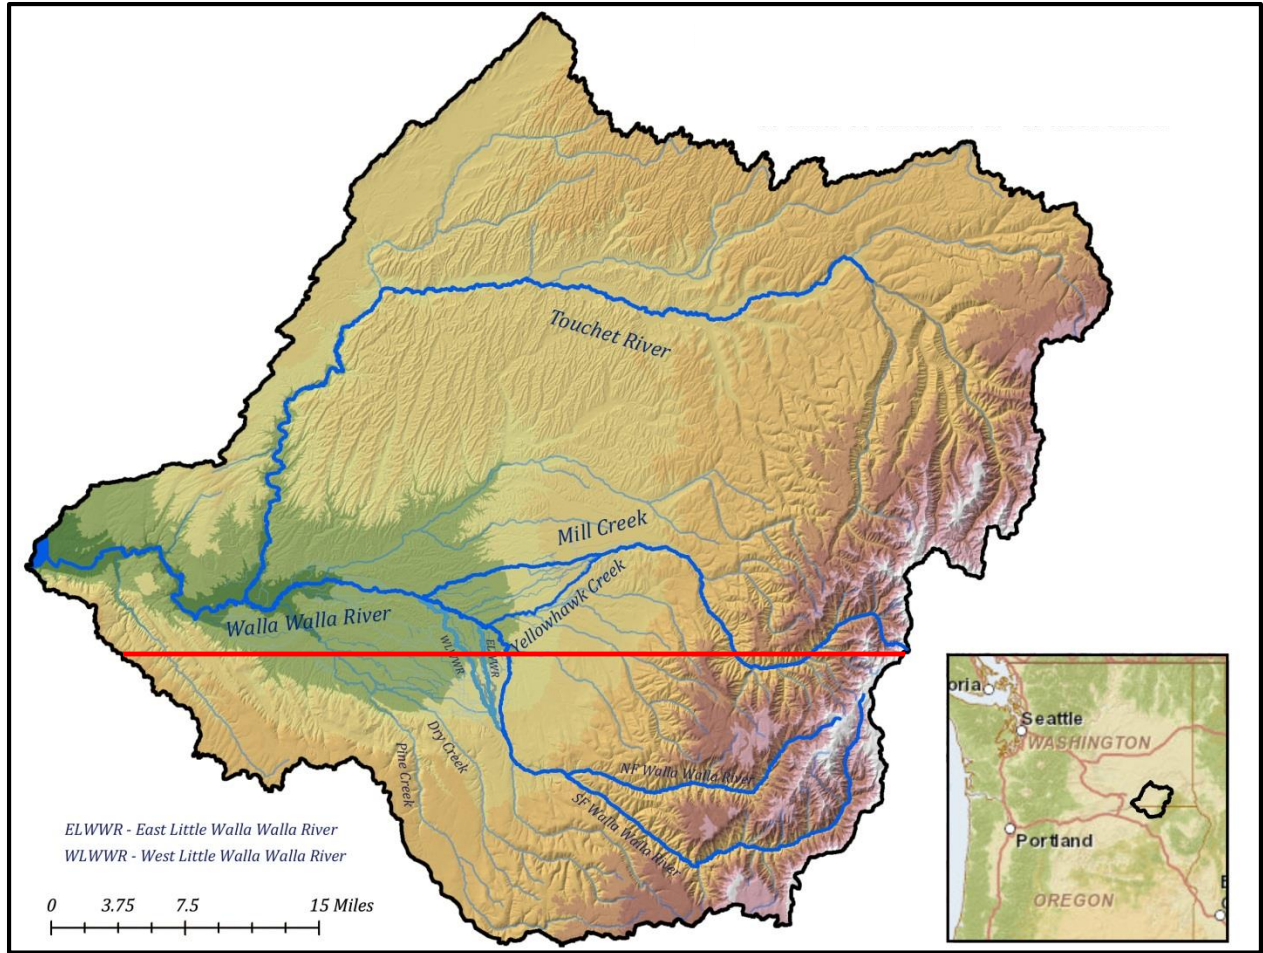 Touchet River
Mill Creek
Yellowhawk Creek
Walla Walla River
WLWWR
ELWWR
Dry Creek
Pine Creek
NF Walla Walla River
SF Walla Walla River
ELWWR - East Little Walla Walla River
WLWWR - West Little Walla Walla River
0 3.75 7.5 15 Miles
oria
Seattle
WASHINGTON
Portland
OREGON